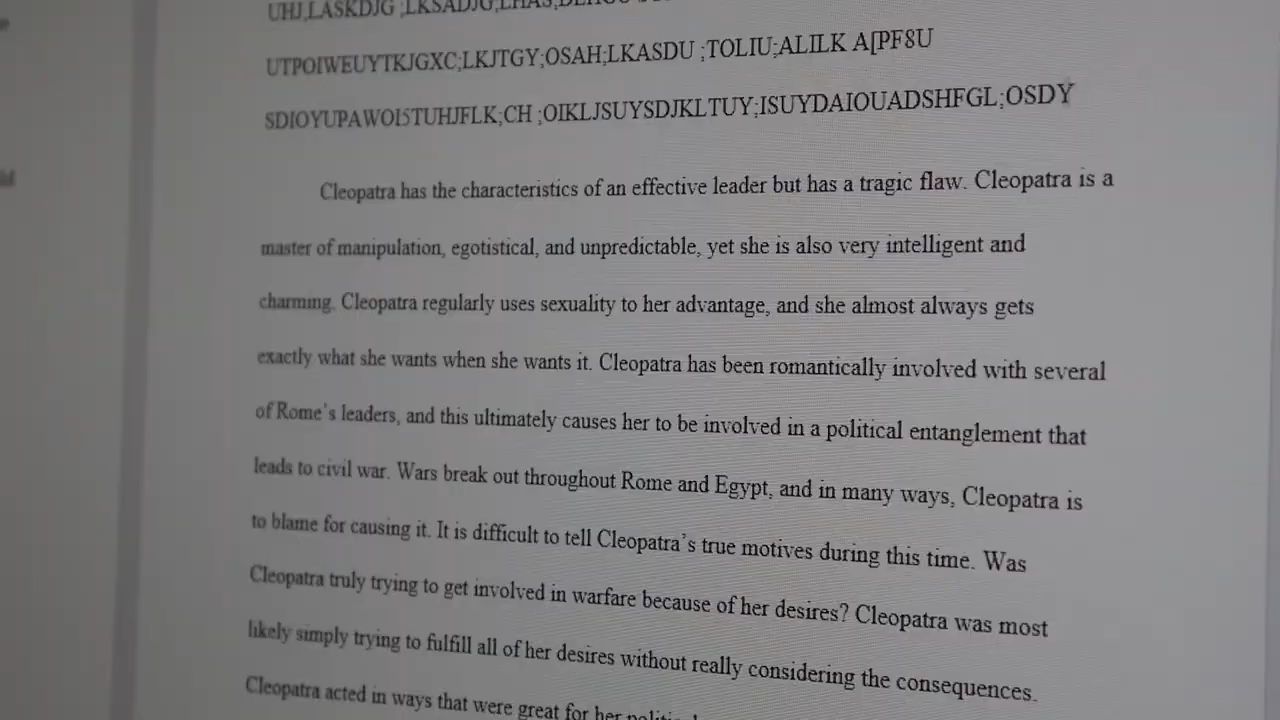 UTPOIWEUYTKJGXC;LKJTGY;OSAH;LKASDU ;TOLIU;ALILK A[PF8U
SDIOYUPAWOI5TUHJFLK;CH ;OIKLJSUYSDJKLTUY;ISUYDAIOUADSHFGL;OSDY
Cleopatra has the characteristics of an effective leader but has a tragic flaw. Cleopatra is a
master of manipulation, egotistical, and unpredictable, yet she is also very intelligent and
charming. Cleopatra regularly uses sexuality to her advantage, and she almost always gets
exactly what she wants when she wants it. Cleopatra has been romantically involved with several
of Rome's leaders, and this ultimately causes her to be involved in a political entanglement that
leads to civil war. Wars break out throughout Rome and Egypt, and in many ways, Cleopatra is
to blame for causing it. It is difficult to tell Cleopatra's true motives during this time. Was
Cleopatra truly trying to get involved in warfare because of her desires? Cleopatra was most
likely simply trying to fulfill all of her desires without really considering the consequences.
Cleopatra acted in ways that were great for her